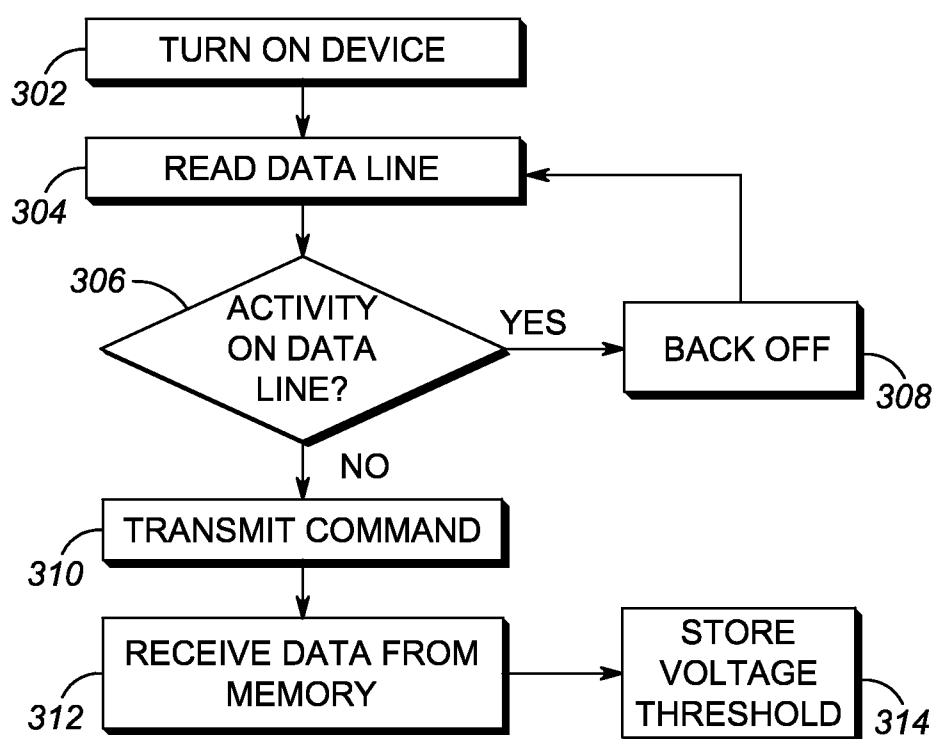 TURN ON DEVICE
302
READ DATA LINE
304
306
ACTIVITY
ON DATA
LINE?
YES
BACK OFF
308
NO
TRANSMIT COMMAND
310
RECEIVE DATA FROM
MEMORY
312
STORE
VOLTAGE
THRESHOLD
314